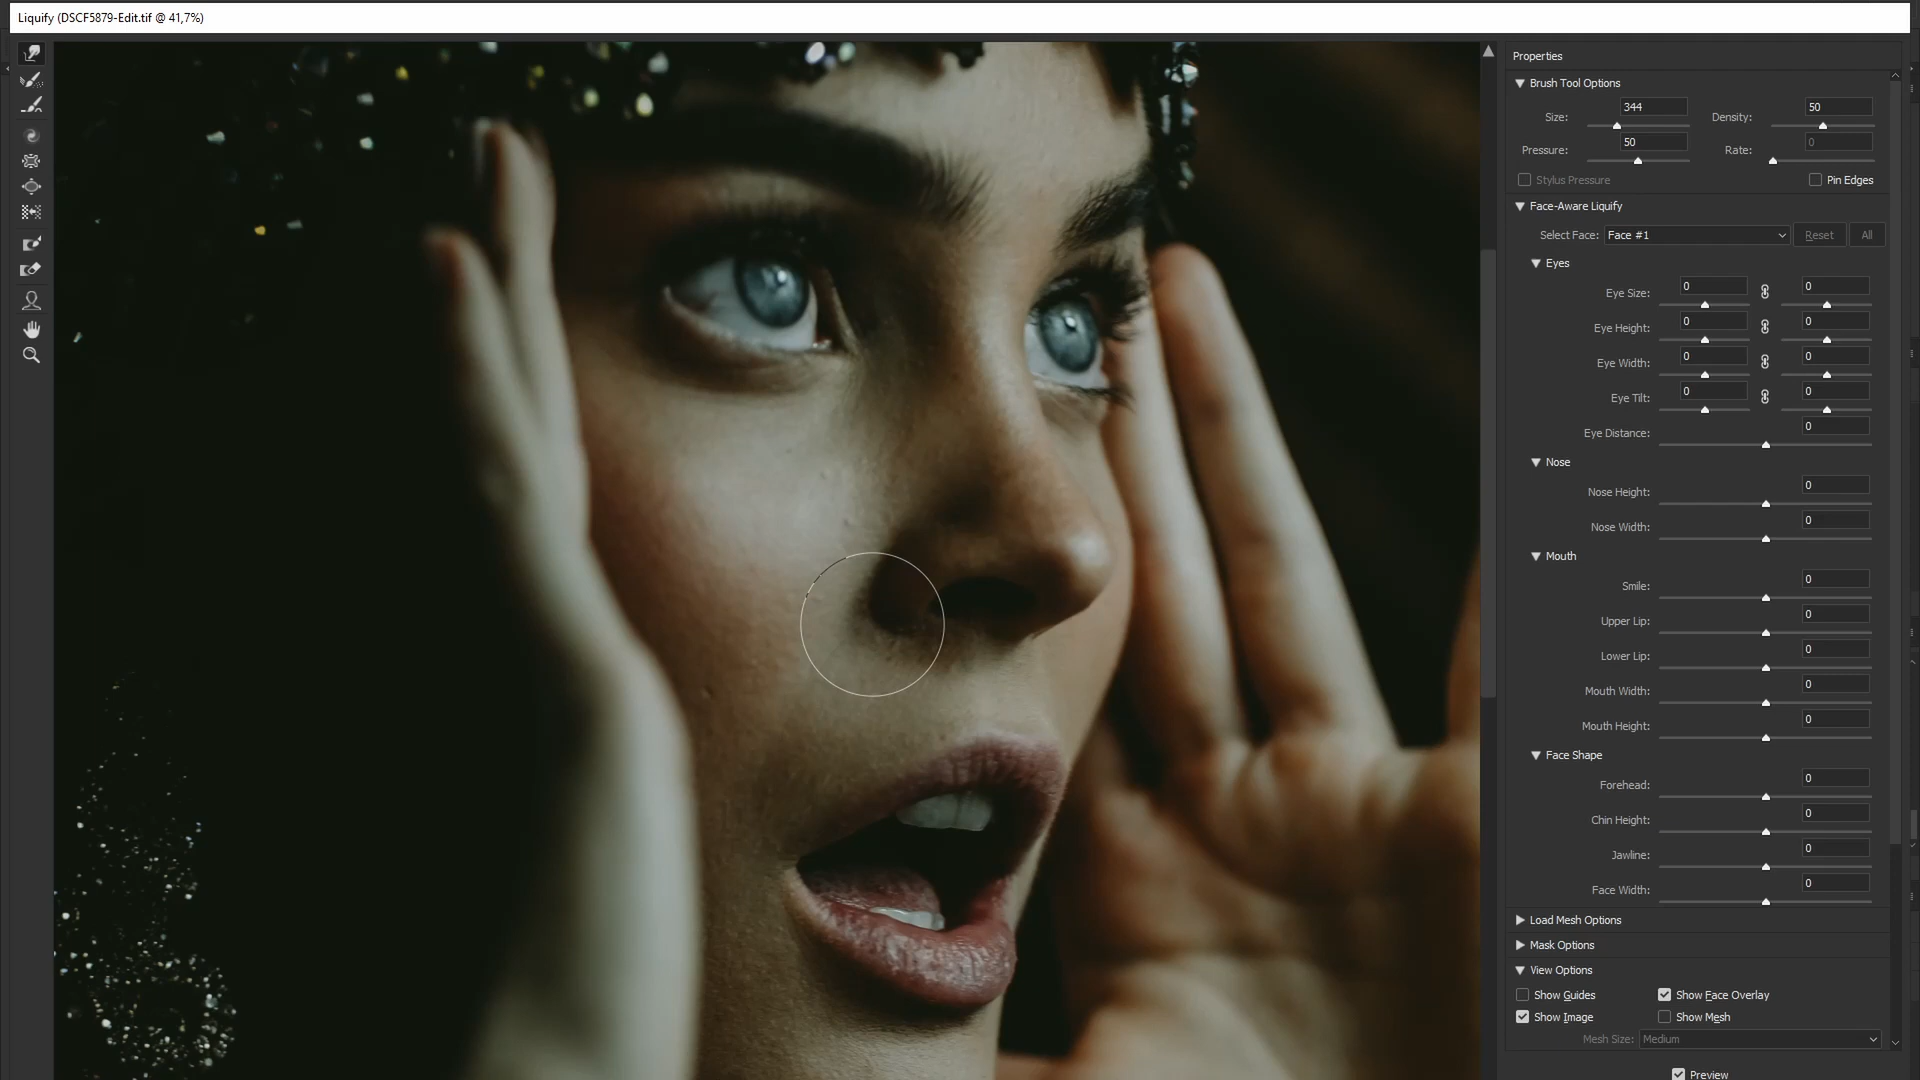 Liquify (DSCF5879-Edit.tif @ 41,7%)
Properties
Brush Tool Options
Size: 344 Density: 50
Pressure: 50 Rate: 0
Stylus Pressure Pin Edges
Face-Aware Liquify
Select Face: Face #1 Reset All
Eyes
Eye Size: 0 0
Eye Height: 0 0
Eye Width: 0 0
Eye Tilt: 0 0
Eye Distance: 0
Nose
Nose Height: 0
Nose Width: 0
Mouth
Smile: 0
Upper Lip: 0
Lower Lip: 0
Mouth Width: 0
Mouth Height: 0
Face Shape
Forehead: 0
Chin Height: 0
Jawline: 0
Face Width: 0
Load Mesh Options
Mask Options
View Options
Show Guides Show Face Overlay
Show Image Show Mesh
Mesh Size: Medium
Preview